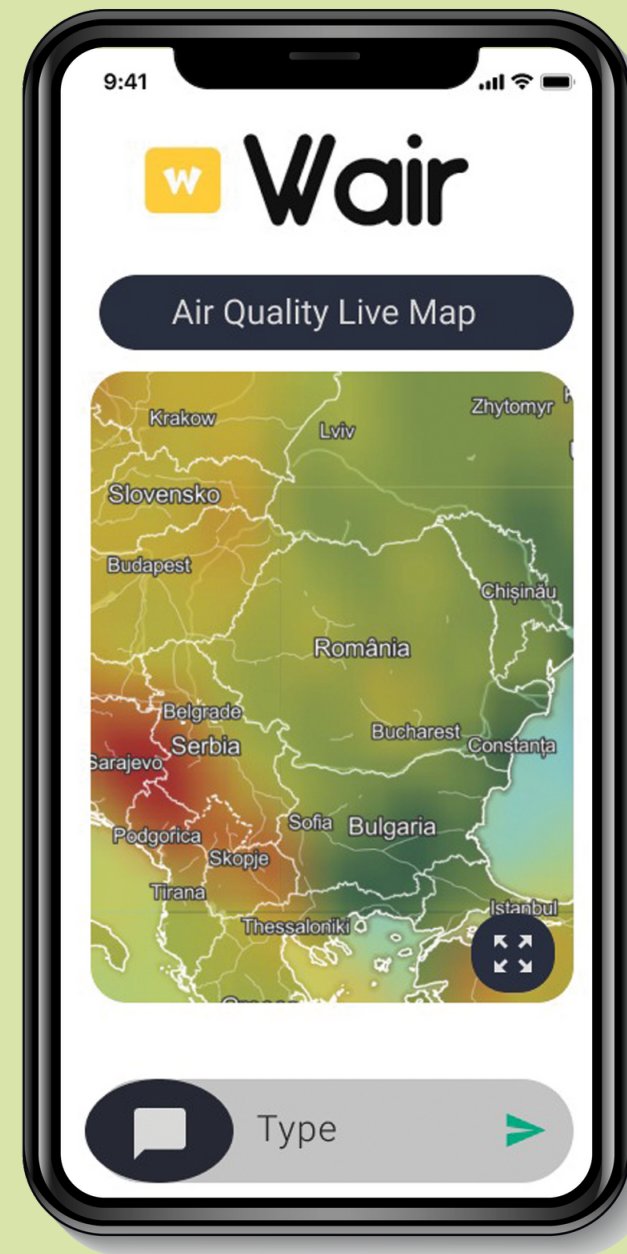 9:41
w
Wair
Air Quality Live Map
Krakow
Lviv
Zhytomyr
Slovensko
Budapest
Chișinău
România
Belgrade
Bucharest
Serbia
Constanța
Sarajevo
Sofia
Bulgaria
Podgorica
Skopje
Tirana
Istanbul
Thessaloniki
Type